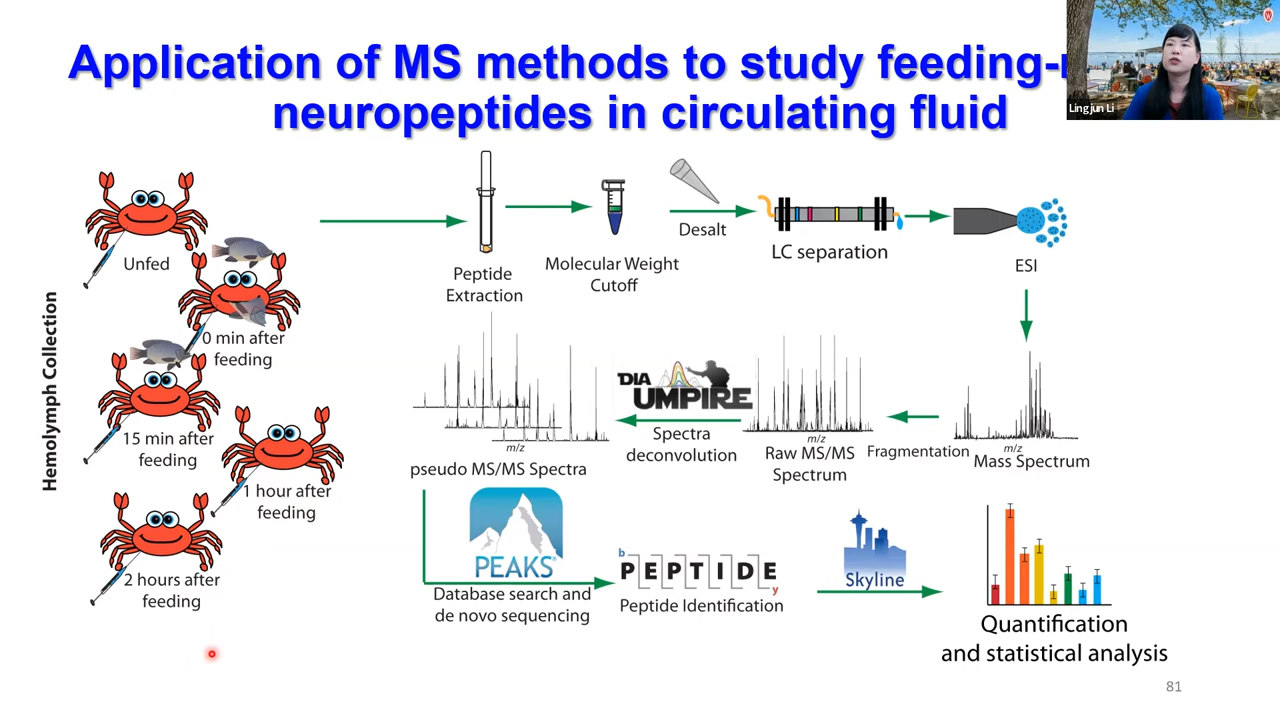 Application of MS methods to study feeding-
neuropeptides in circulating fluid
Lingjun Li
Hemolymph Collection
Unfed
0 min after
feeding
15 min after
feeding
1 hour after
feeding
2 hours after
feeding
Peptide
Extraction
Molecular Weight
Cutoff
Desalt
LC separation
ESI
Mass Spectrum
m/z
Fragmentation
Raw MS/MS
Spectrum
m/z
DIA
UMPIRE
Spectra
deconvolution
m/z
pseudo MS/MS Spectra
PEAKS
Database search and
de novo sequencing
b
PEPTIDE
y
Peptide Identification
Skyline
Quantification
and statistical analysis
81